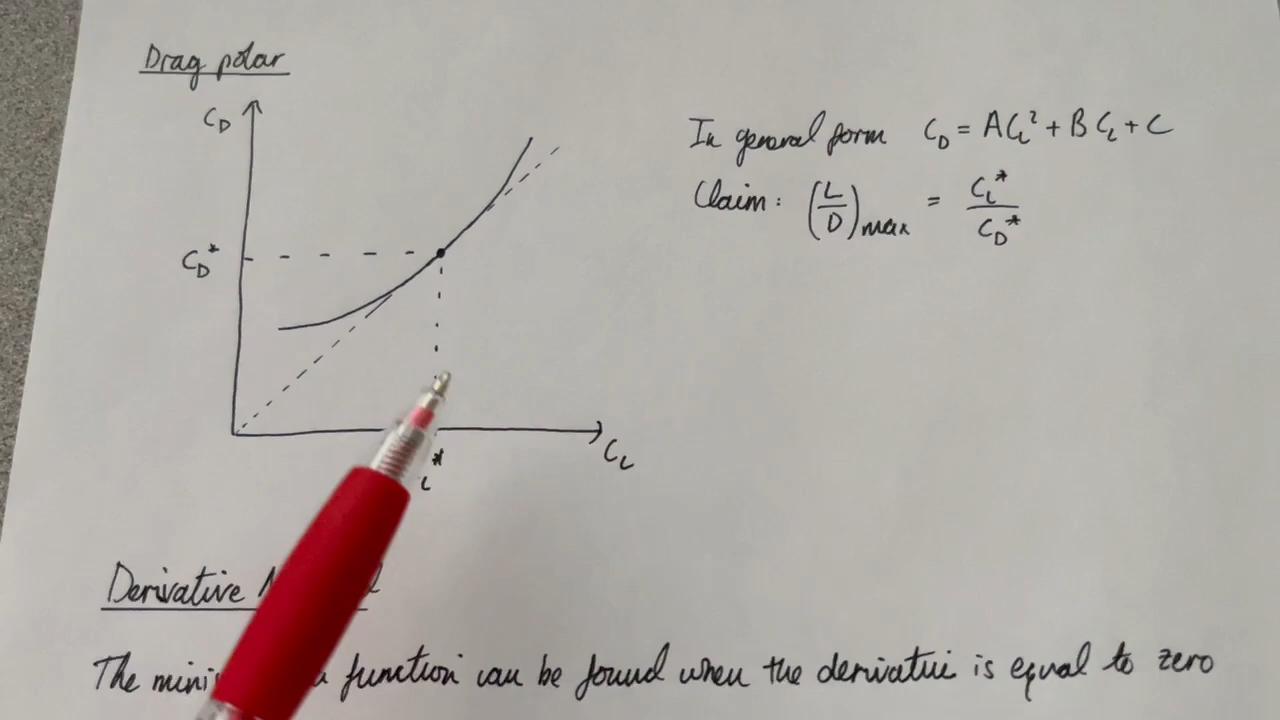 Drag polar
C_D
In general form C_D = AC_L² + BC_L + C
Claim: (L/D)max = C_L*/C_D*
C_D*
C_L
L*
Derivative
The function can be found when the derivative is equal to zero